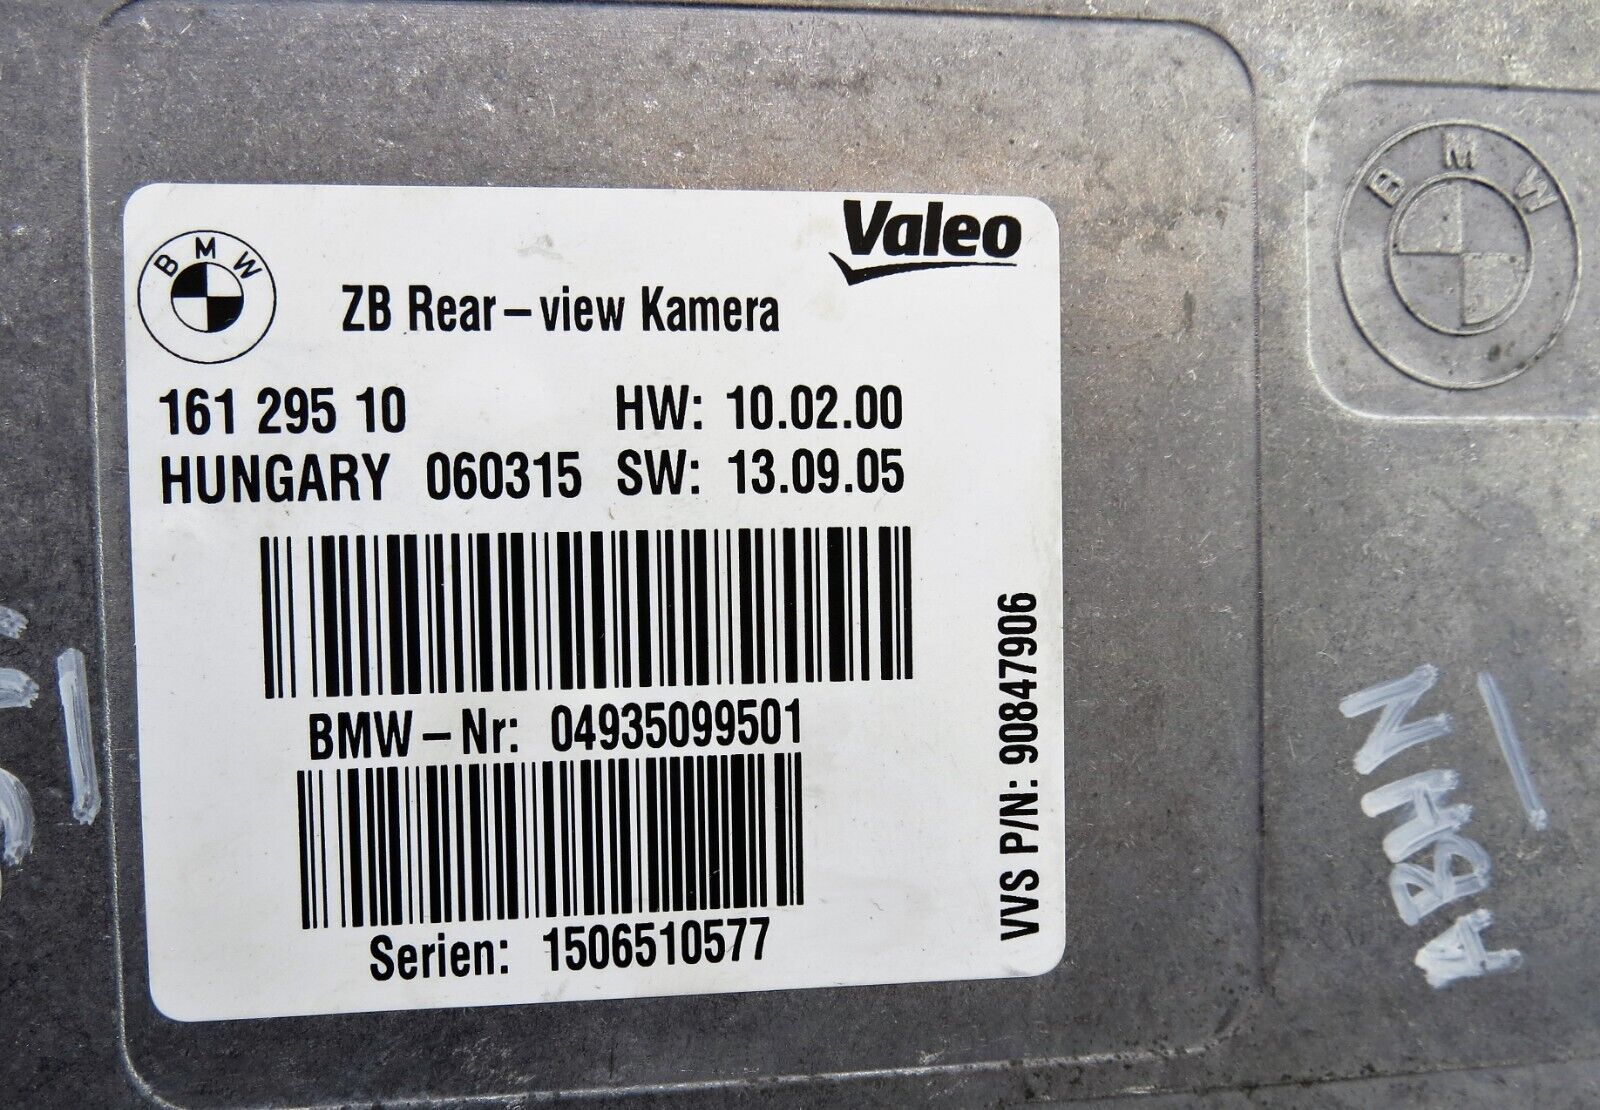 BMW
Valeo
ZB Rear-view Kamera
161 295 10 HW: 10.02.00
HUNGARY 060315 SW: 13.09.05
BMW-Nr: 04935099501
Serien: 1506510577
VVS P/N: 90847906
BMW
ABHN